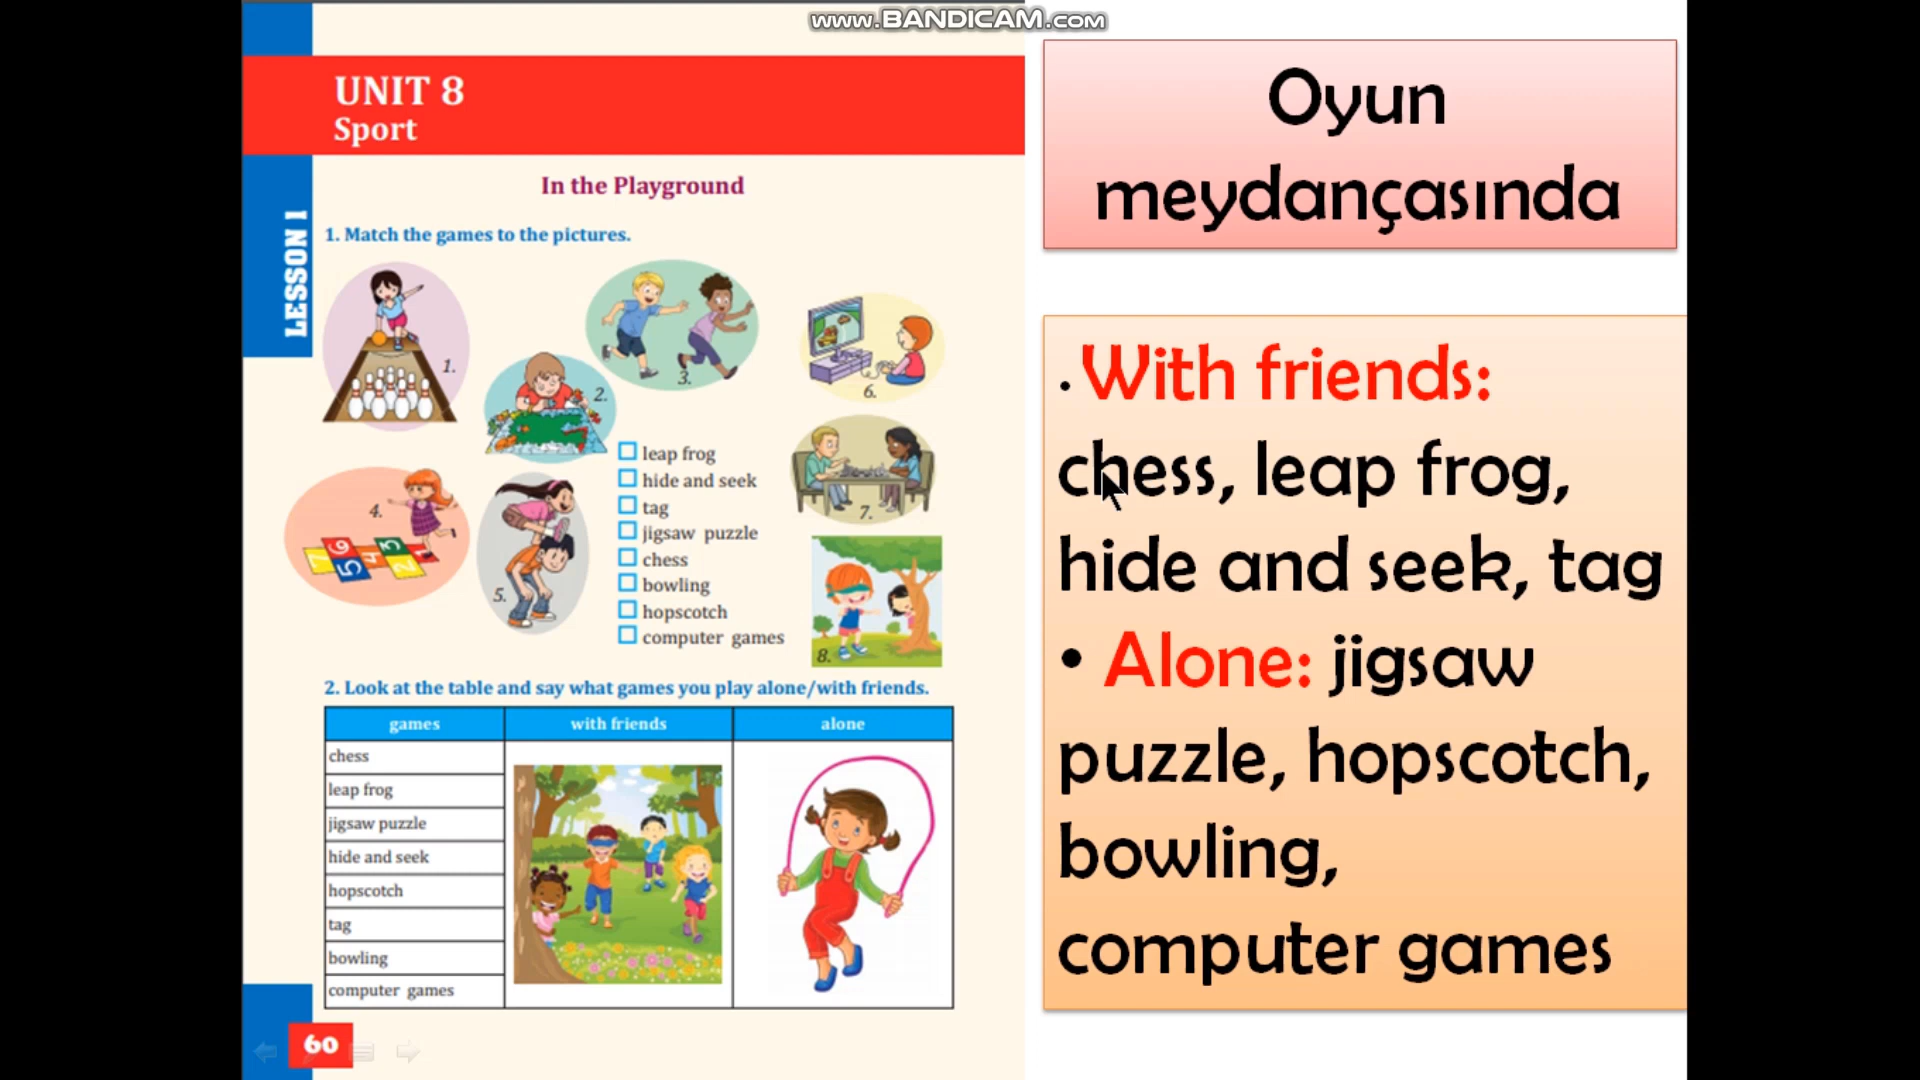 www.BANDICAM.com
UNIT 8
Sport
LESSON 1
In the Playground
1. Match the games to the pictures.
1.
2.
3.
6.
4.
5.
7.
8.
leap frog
hide and seek
tag
jigsaw puzzle
chess
bowling
hopscotch
computer games
2. Look at the table and say what games you play alone/with friends.
games with friends alone
chess
leap frog
jigsaw puzzle
hide and seek
hopscotch
tag
bowling
computer games
60
Oyun
meydançasında
• With friends:
chess, leap frog,
hide and seek, tag
• Alone: jigsaw
puzzle, hopscotch,
bowling,
computer games